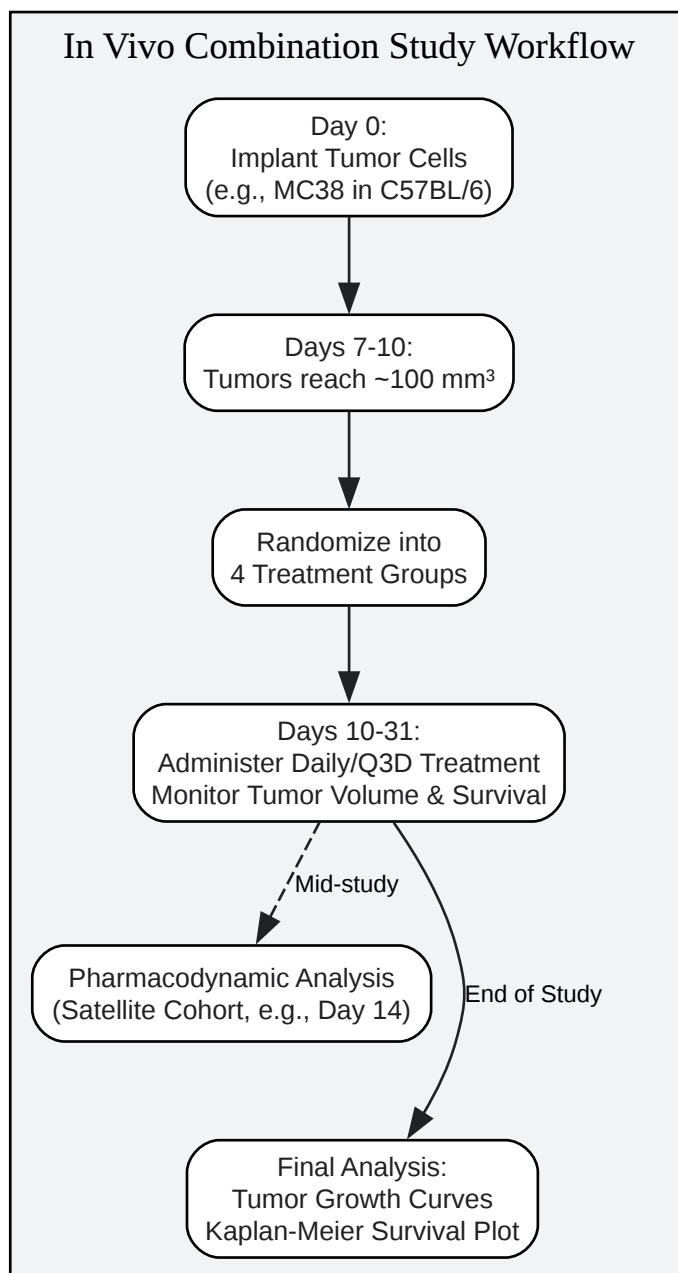 In Vivo Combination Study Workflow
Day 0:
Implant Tumor Cells
(e.g., MC38 in C57BL/6)
Days 7-10:
Tumors reach ~100 mm³
Randomize into
4 Treatment Groups
Days 10-31:
Administer Daily/Q3D Treatment
Monitor Tumor Volume & Survival
Mid-study
Pharmacodynamic Analysis
(Satellite Cohort, e.g., Day 14)
End of Study
Final Analysis:
Tumor Growth Curves
Kaplan-Meier Survival Plot